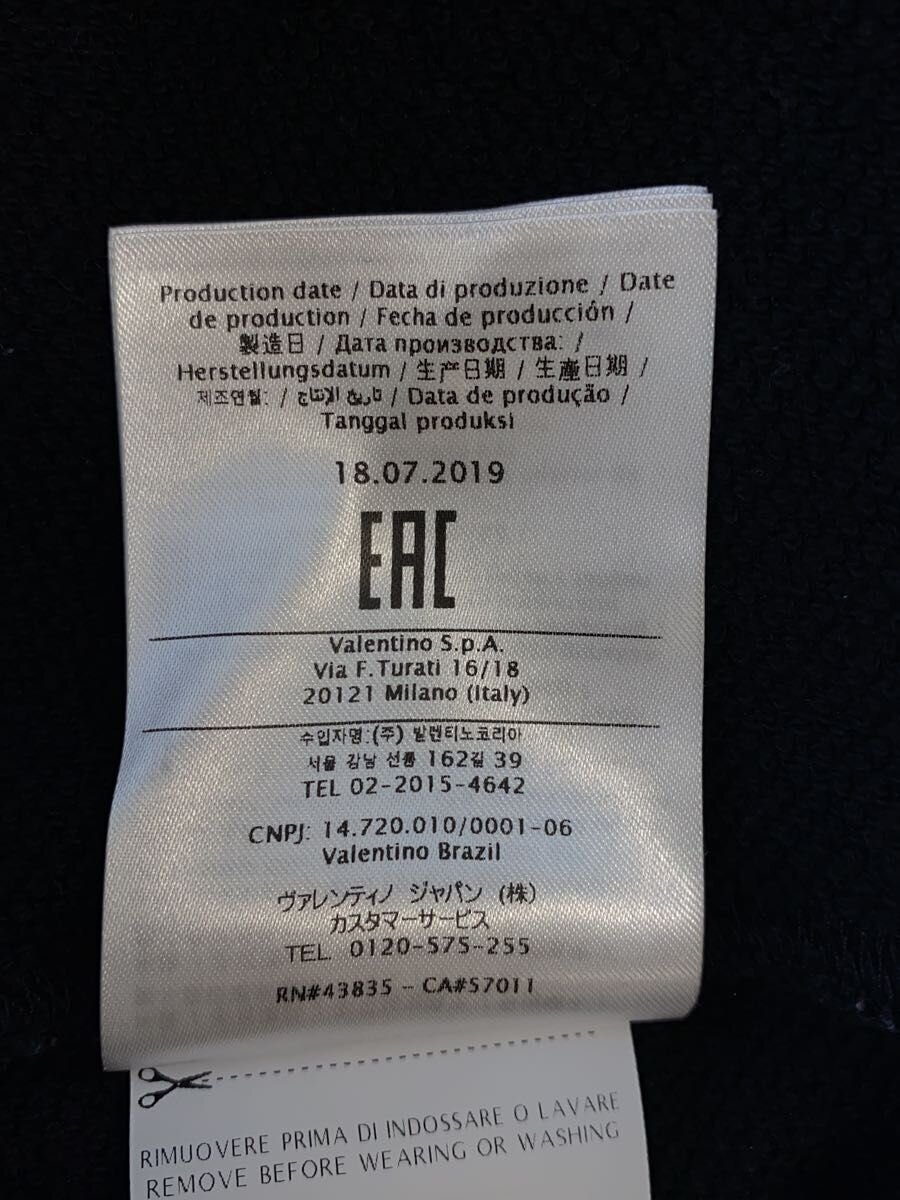 Production date / Data di produzione / Date
de production / Fecha de producción /
製造日 / Дата производства: /
Herstellungsdatum / 生产日期 / 生產日期 /
제조연월: / تاريخ الإنتاج / Data de produção /
Tanggal produksi
18.07.2019
EAC
Valentino S.p.A.
Via F.Turati 16/18
20121 Milano (Italy)
수입자명:(주) 발렌티노코리아
서울 강남 선릉 162길 39
TEL 02-2015-4642
CNPJ: 14.720.010/0001-06
Valentino Brazil
ヴァレンティノ ジャパン (株)
カスタマーサービス
TEL. 0120-575-255
RN#43835 - CA#57011
RIMUOVERE PRIMA DI INDOSSARE O LAVARE
REMOVE BEFORE WEARING OR WASHING